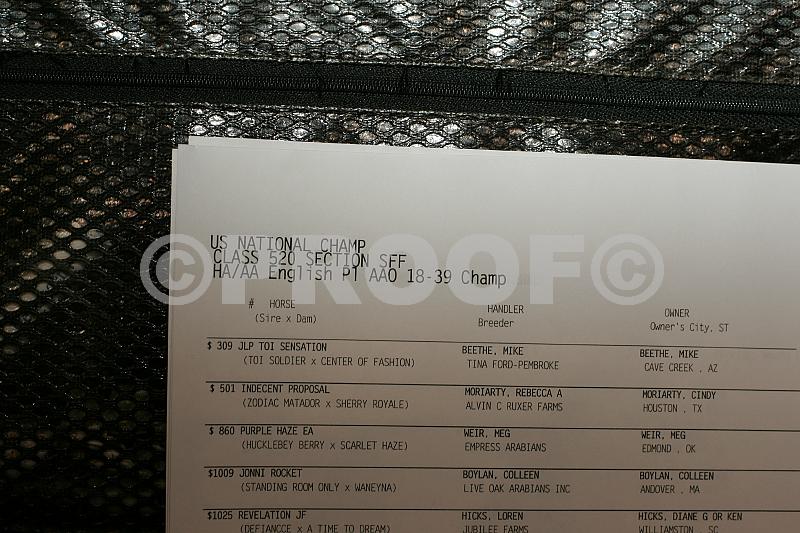 US NATIONAL CHAMP
CLASS 520 SECTION SFF
HA/AA English Pl AAO 18-39 Champ
©PROOF©
# HORSE HANDLER OWNER
(Sire x Dam) Breeder Owner's City, ST
$ 309 JLP TOI SENSATION BEETHE, MIKE BEETHE, MIKE
(TOI SOLDIER x CENTER OF FASHION) TINA FORD-PEMBROKE CAVE CREEK , AZ
$ 501 INDECENT PROPOSAL MORIARTY, REBECCA A MORIARTY, CINDY
(ZODIAC MATADOR x SHERRY ROYALE) ALVIN C RUXER FARMS HOUSTON , TX
$ 860 PURPLE HAZE EA WEIR, MEG WEIR, MEG
(HUCKLEBEY BERRY x SCARLET HAZE) EMPRESS ARABIANS EDMOND , OK
$1009 JONNI ROCKET BOYLAN, COLLEEN BOYLAN, COLLEEN
(STANDING ROOM ONLY x WANEYNA) LIVE OAK ARABIANS INC ANDOVER , MA
$1025 REVELATION JF HICKS, LOREN HICKS, DIANE G OR KEN
(DEFIANCCE x A TIME TO DREAM) JUBILEE FARMS WILLIAMSTON , SC